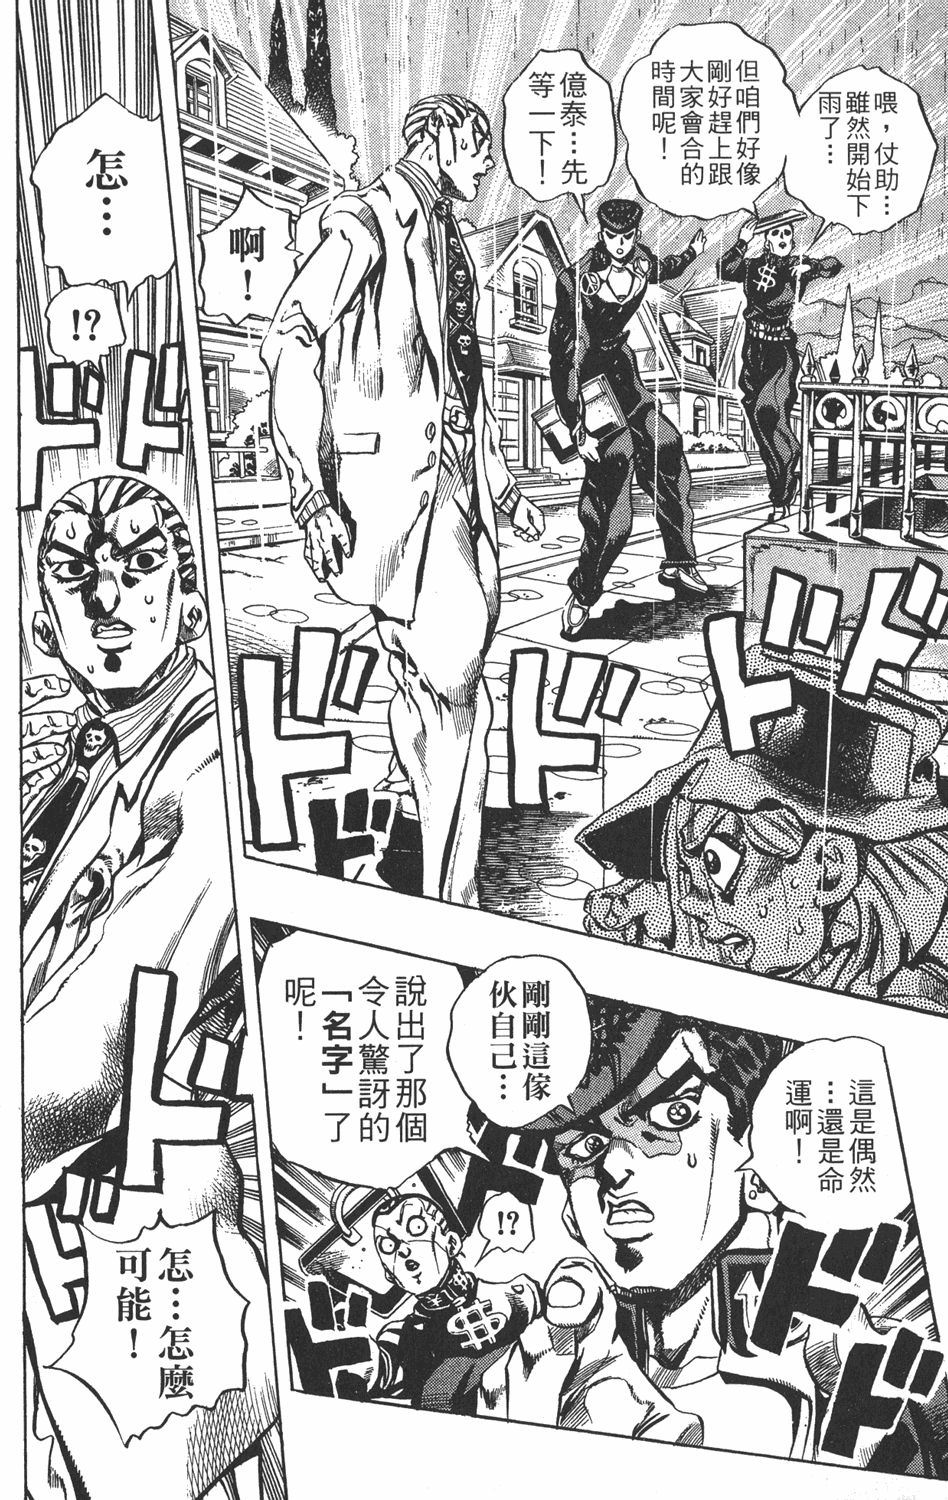 喂，仗助…
雖然開始下
雨了…
但咱們好像
剛好趕上跟
大家會合的
時間呢！
億泰…先
等一下！
啊！
ドドドドド
這是偶然
…還是命
運啊！
剛剛這傢
伙自己…
說出了那個
令人驚訝的
「名字」了
呢！
!?
ドドドド
怎…
!?
ドド
怎…怎麼
可能！
ドド